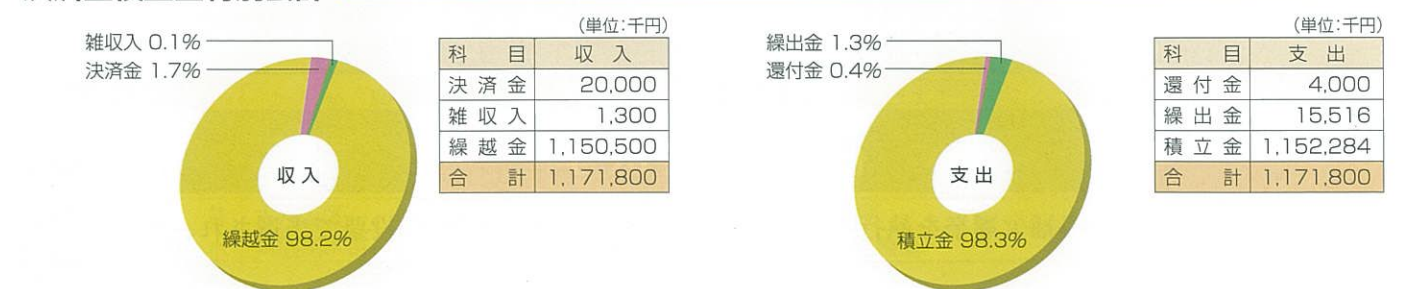 (単位:千円)
雑収入 0.1%
決済金 1.7%
収入
繰越金 98.2%
科目 収入
決済金 20,000
雑収入 1,300
繰越金 1,150,500
合計 1,171,800
(単位:千円)
繰出金 1.3%
還付金 0.4%
支出
積立金 98.3%
科目 支出
還付金 4,000
繰出金 15,516
積立金 1,152,284
合計 1,171,800